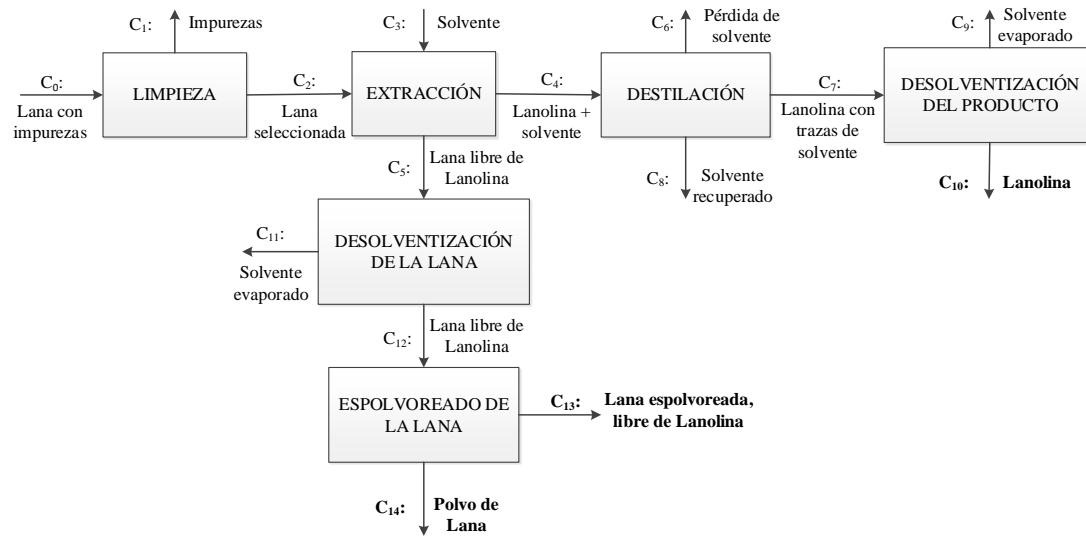 C₁:
Impurezas
C₃:
Solvente
C₆:
Pérdida de
solvente
C₉:
Solvente
evaporado
C₀:
Lana con
impurezas
LIMPIEZA
C₂:
Lana
seleccionada
EXTRACCIÓN
C₄:
Lanolina +
solvente
DESTILACIÓN
C₇:
Lanolina con
trazas de
solvente
DESOLVENTIZACIÓN
DEL PRODUCTO
C₅:
Lana libre de
Lanolina
C₈:
Solvente
recuperado
C₁₀:
Lanolina
C₁₁:
Solvente
evaporado
DESOLVENTIZACIÓN
DE LA LANA
C₁₂:
Lana libre de
Lanolina
ESPOLVOREADO DE
LA LANA
C₁₃:
Lana espolvoreada,
libre de Lanolina
C₁₄:
Polvo de
Lana